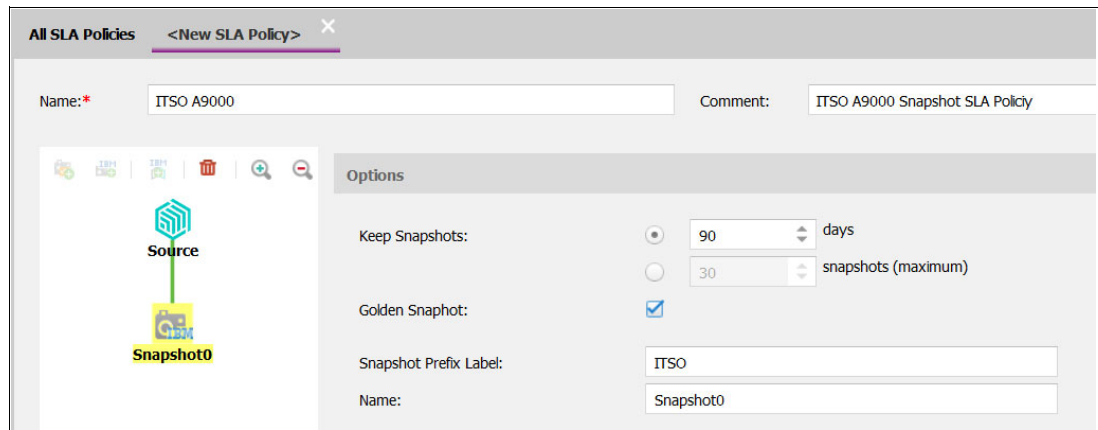 All SLA Policies <New SLA Policy>
Name:* ITSO A9000 Comment: ITSO A9000 Snapshot SLA Policiy
Options
Source
Snapshot0
Keep Snapshots: 90 days
30 snapshots (maximum)
Golden Snaphot:
Snapshot Prefix Label: ITSO
Name: Snapshot0